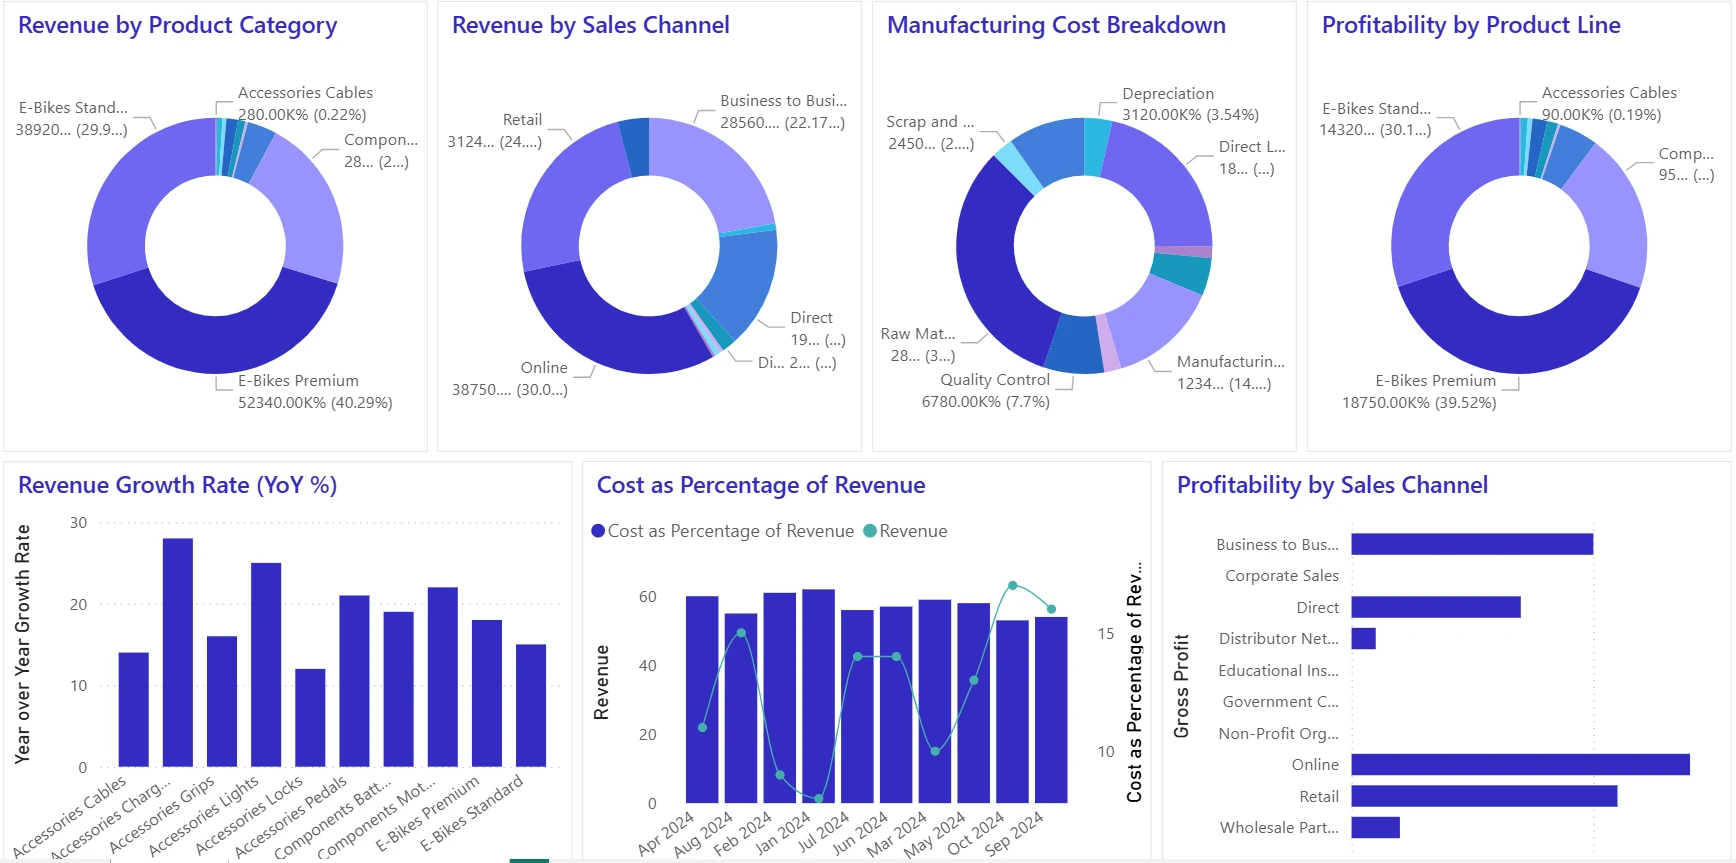 Revenue by Product Category
Accessories Cables
280.00K% (0.22%)
E-Bikes Stand...
38920... (29.9...)
Compon...
28... (2...)
E-Bikes Premium
52340.00K% (40.29%)
Revenue by Sales Channel
Business to Busi...
28560.... (22.17...)
Retail
3124... (24....)
Direct
19... (...)
Di... 2... (...)
Online
38750.... (30.0...)
Manufacturing Cost Breakdown
Depreciation
3120.00K% (3.54%)
Scrap and ...
2450... (2....)
Direct L...
18... (...)
Raw Mat...
28... (3...)
Manufacturin...
1234... (14....)
Quality Control
6780.00K% (7.7%)
Profitability by Product Line
Accessories Cables
90.00K% (0.19%)
E-Bikes Stand...
14320... (30.1...)
Comp...
95... (...)
E-Bikes Premium
18750.00K% (39.52%)
Revenue Growth Rate (YoY %)
Year over Year Growth Rate
30
20
10
0
Accessories Cables
Accessories Charg...
Accessories Grips
Accessories Lights
Accessories Locks
Accessories Pedals
Components Batt...
Components Mot...
E-Bikes Premium
E-Bikes Standard
Cost as Percentage of Revenue
Cost as Percentage of Revenue
Revenue
Revenue
60
40
20
0
15
10
Cost as Percentage of Rev...
Apr 2024
Aug 2024
Feb 2024
Jan 2024
Jul 2024
Jun 2024
Mar 2024
May 2024
Oct 2024
Sep 2024
Profitability by Sales Channel
Gross Profit
Business to Bus...
Corporate Sales
Direct
Distributor Net...
Educational Ins...
Government C...
Non-Profit Org...
Online
Retail
Wholesale Part...